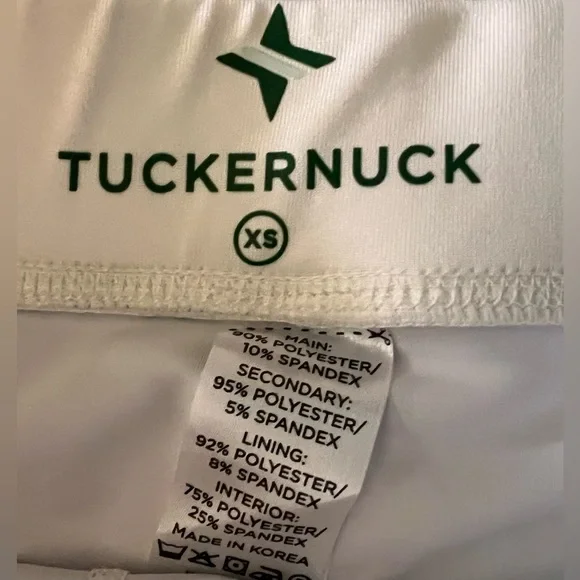 TUCKERNUCK
XS
MAIN:
90% POLYESTER/
10% SPANDEX
SECONDARY:
95% POLYESTER/
5% SPANDEX
LINING:
92% POLYESTER/
8% SPANDEX
INTERIOR:
75% POLYESTER/
25% SPANDEX
MADE IN KOREA